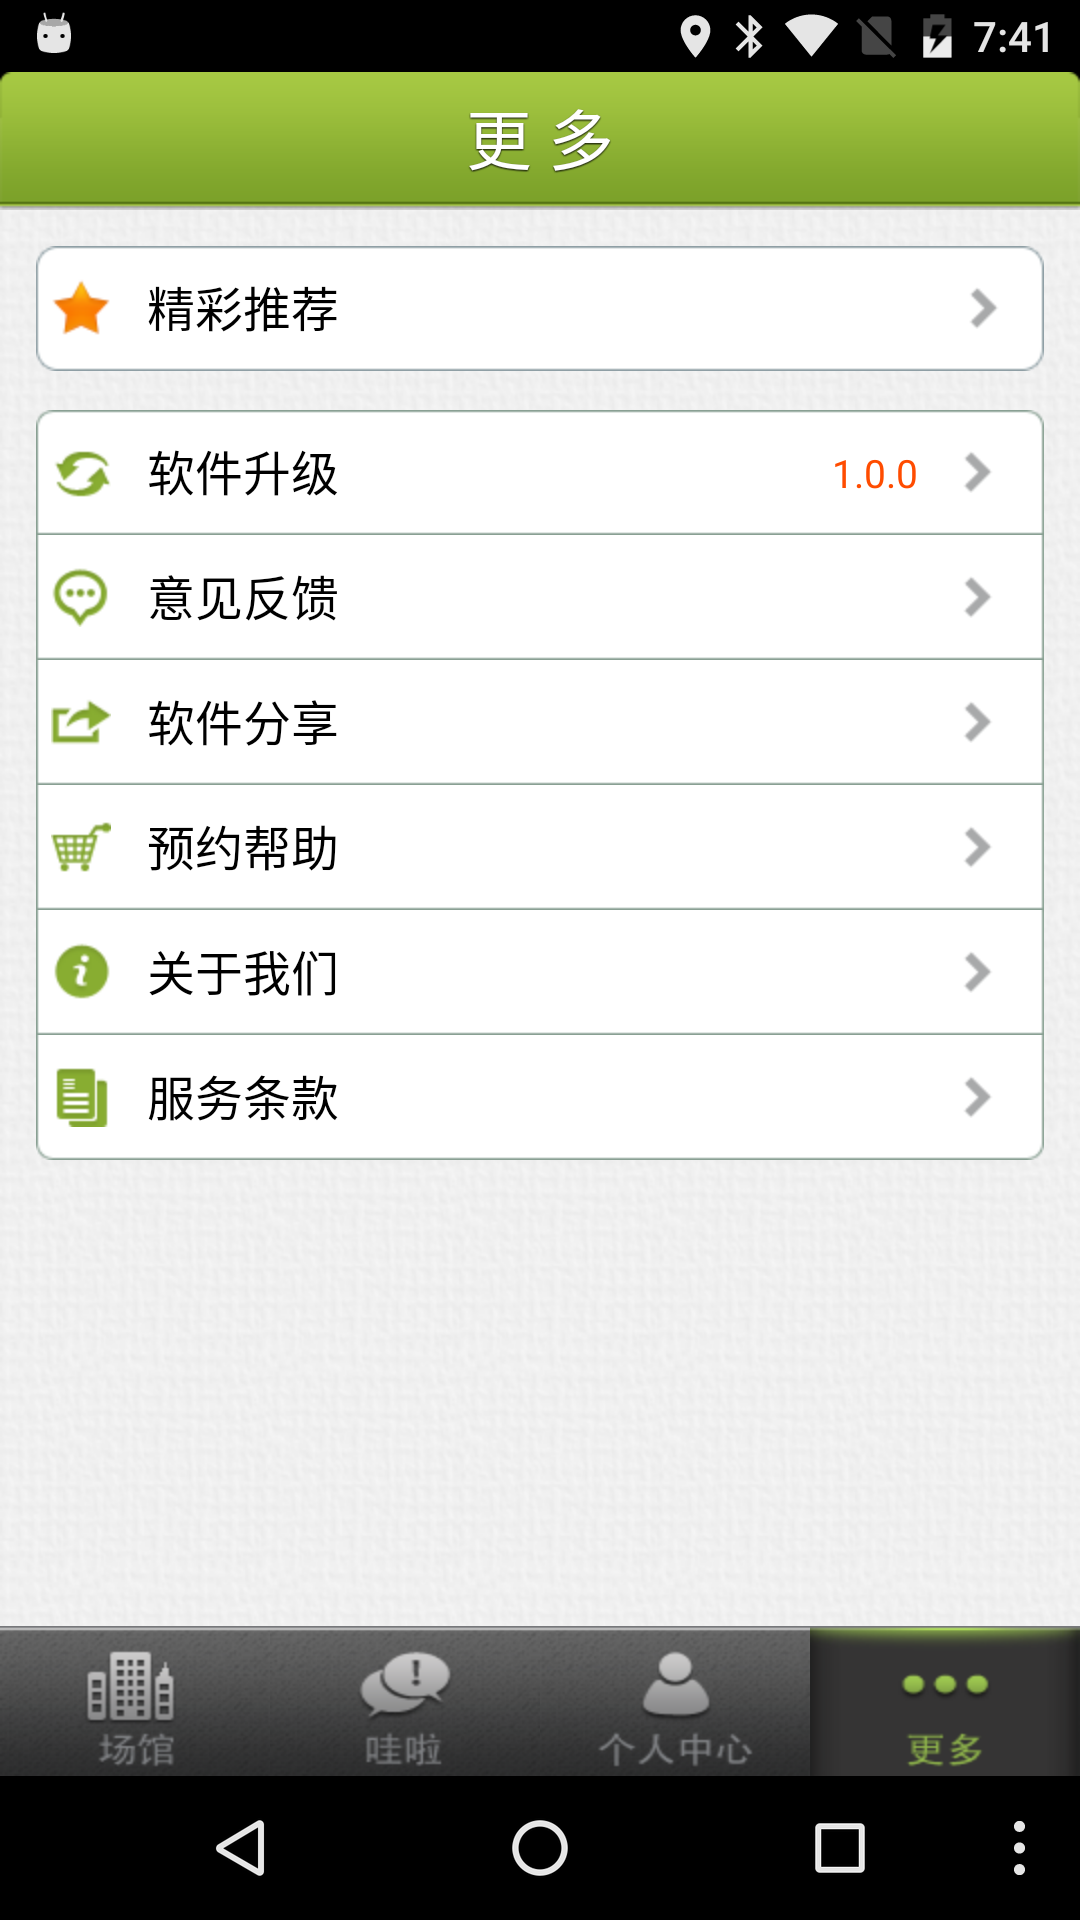 7:41
更多
精彩推荐
软件升级 1.0.0
意见反馈
软件分享
预约帮助
关于我们
服务条款
场馆 哇啦 个人中心 更多